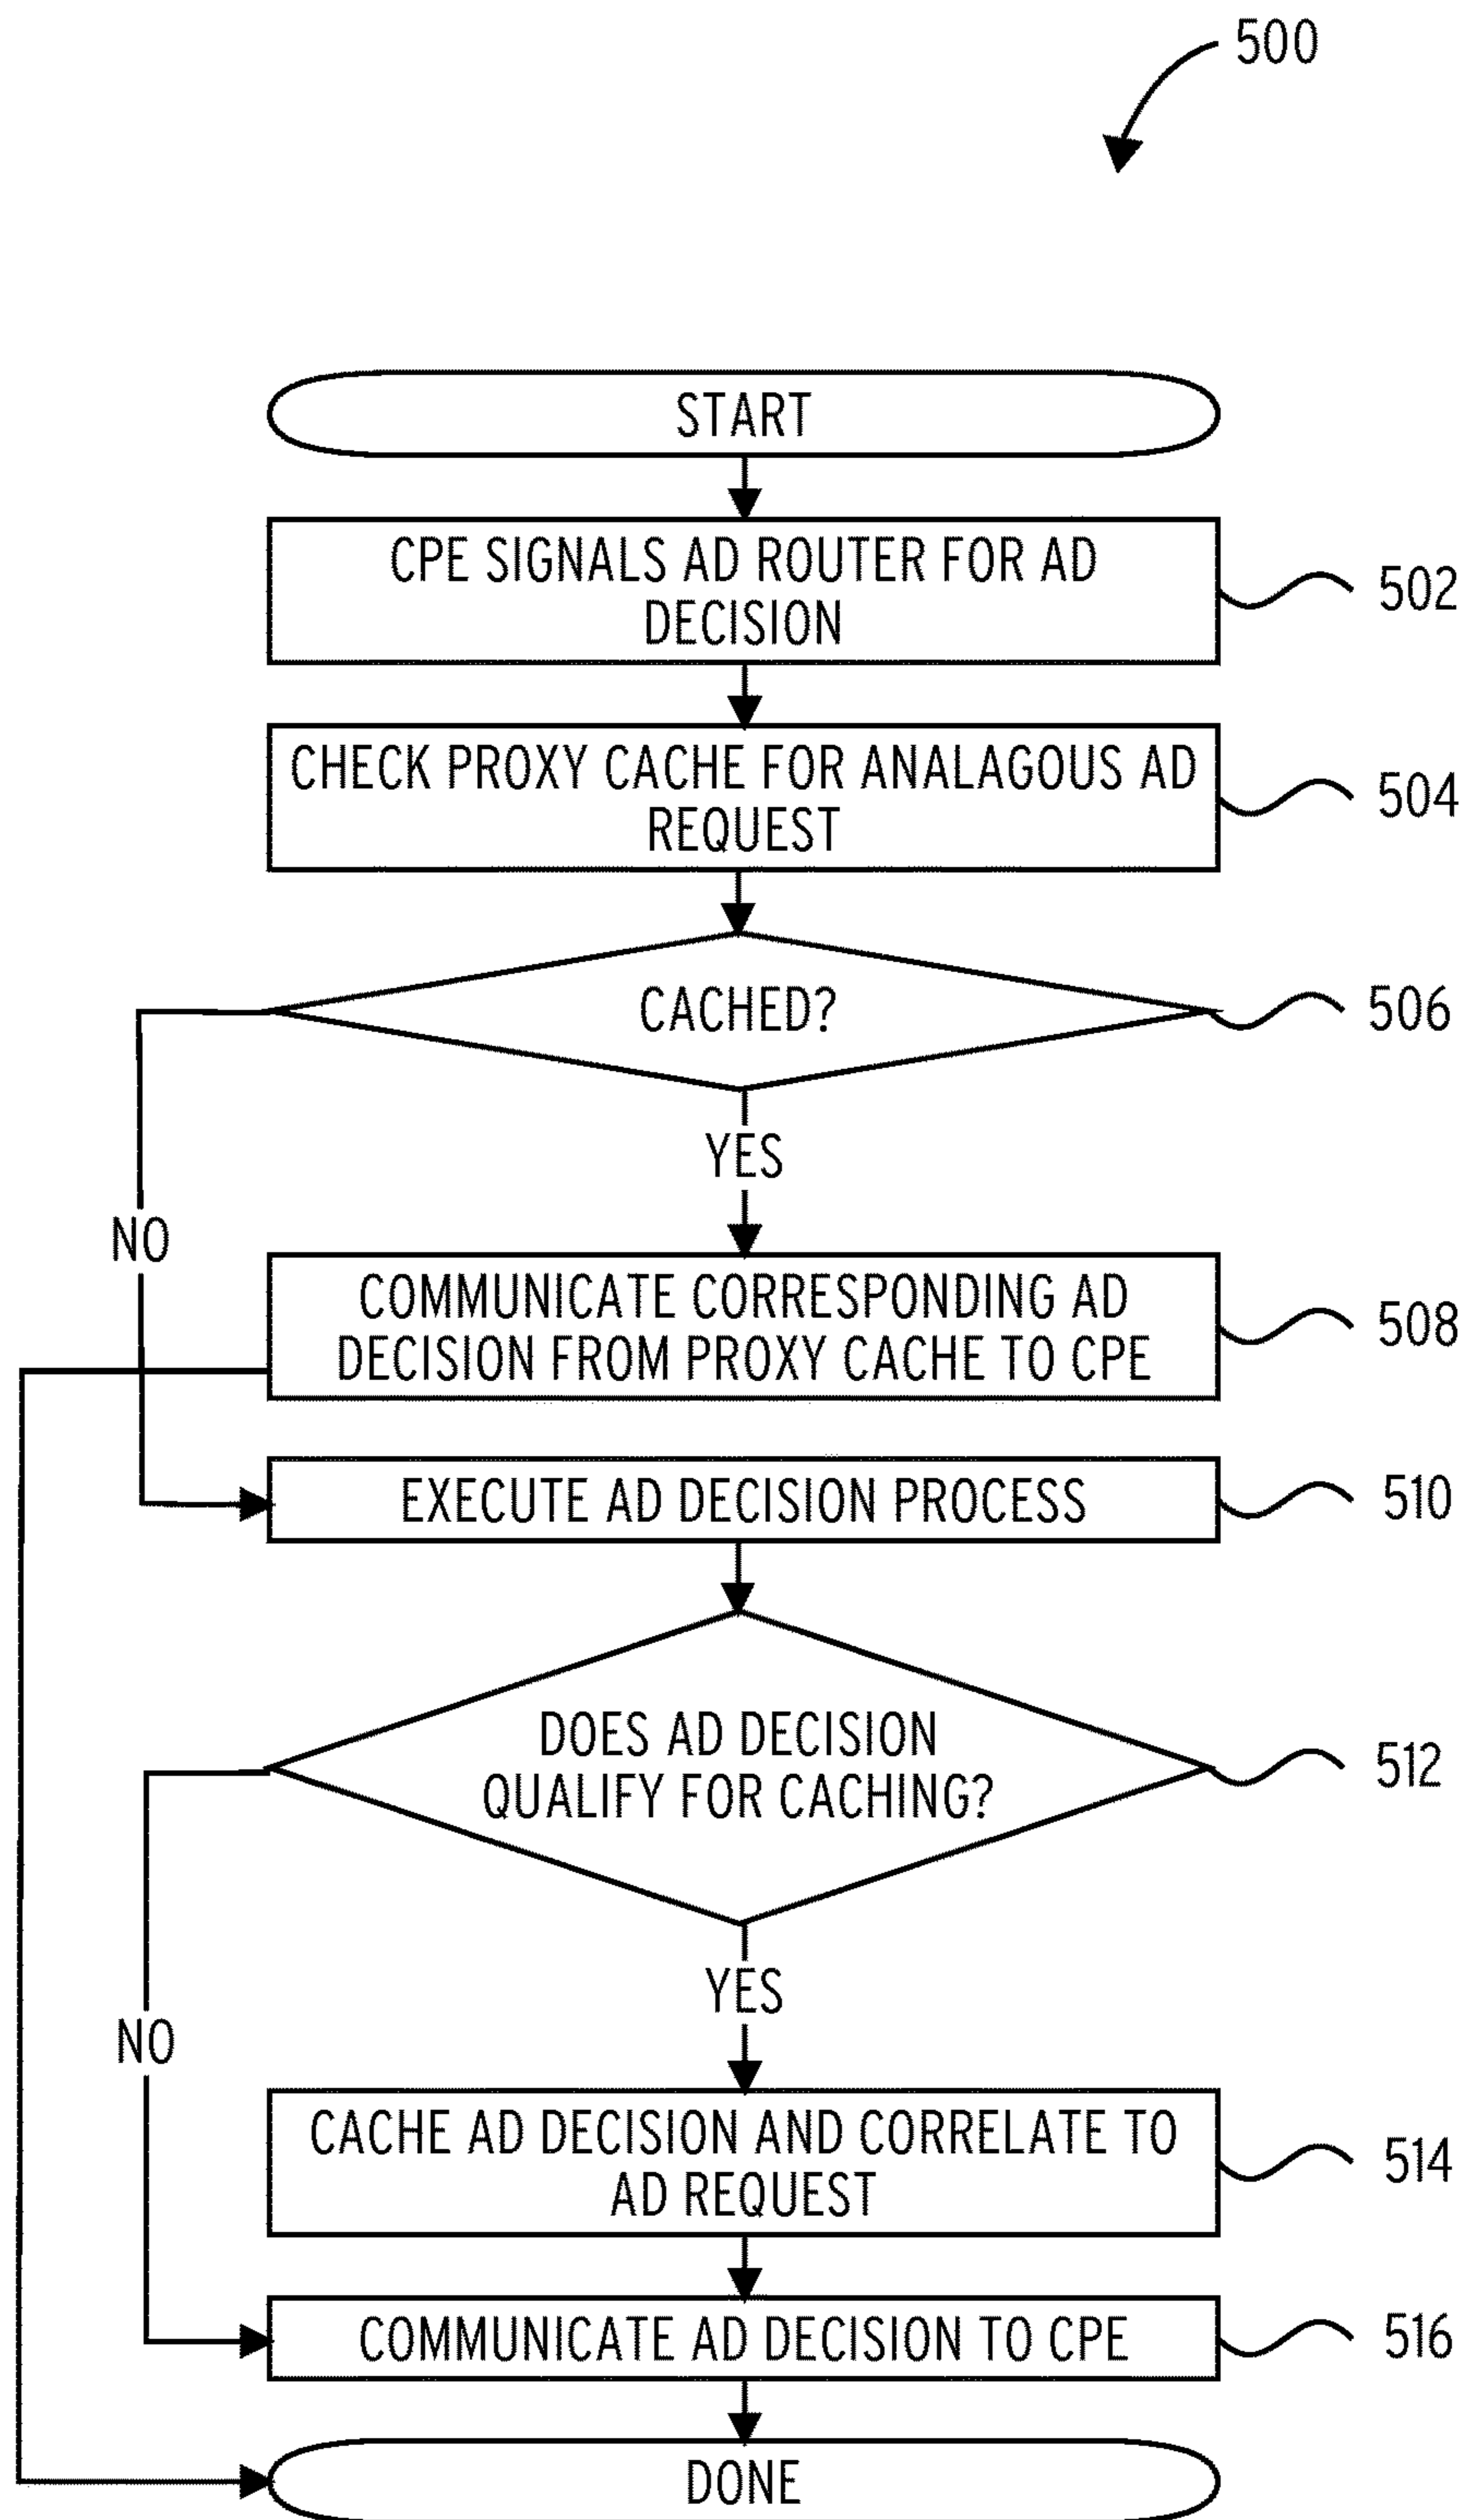 500
START
CPE SIGNALS AD ROUTER FOR AD
DECISION
502
CHECK PROXY CACHE FOR ANALAGOUS AD
REQUEST
504
CACHED?
506
YES
NO
COMMUNICATE CORRESPONDING AD
DECISION FROM PROXY CACHE TO CPE
508
EXECUTE AD DECISION PROCESS
510
DOES AD DECISION
QUALIFY FOR CACHING?
512
YES
NO
CACHE AD DECISION AND CORRELATE TO
AD REQUEST
514
COMMUNICATE AD DECISION TO CPE
516
DONE